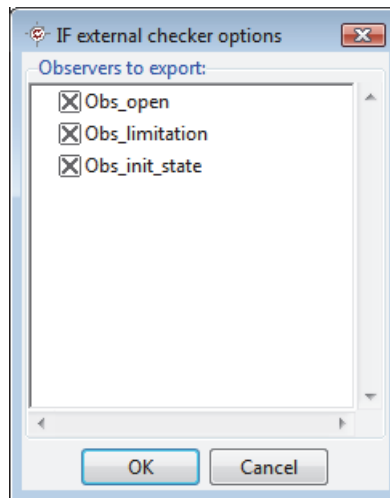 IF external checker options
Observers to export:
Obs_open
Obs_limitation
Obs_init_state
OK Cancel